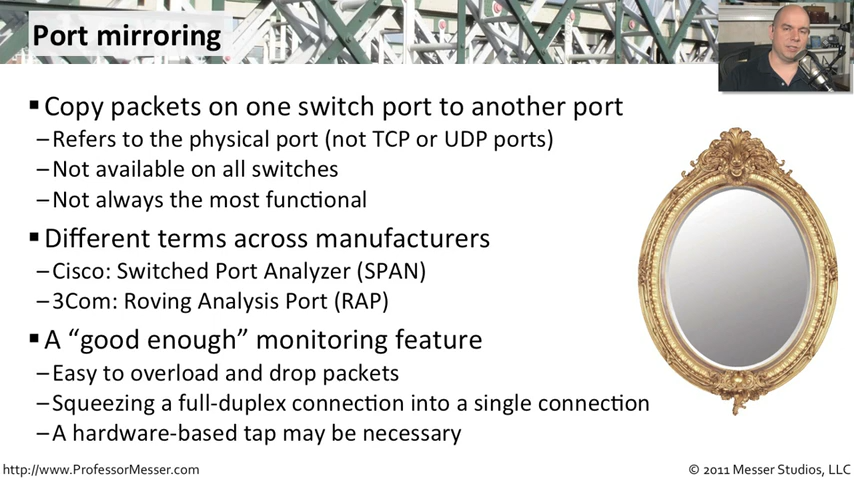 Port mirroring
▪Copy packets on one switch port to another port
–Refers to the physical port (not TCP or UDP ports)
–Not available on all switches
–Not always the most functional
▪Different terms across manufacturers
–Cisco: Switched Port Analyzer (SPAN)
–3Com: Roving Analysis Port (RAP)
▪A “good enough” monitoring feature
–Easy to overload and drop packets
–Squeezing a full-duplex connection into a single connection
–A hardware-based tap may be necessary
http://www.ProfessorMesser.com
© 2011 Messer Studios, LLC